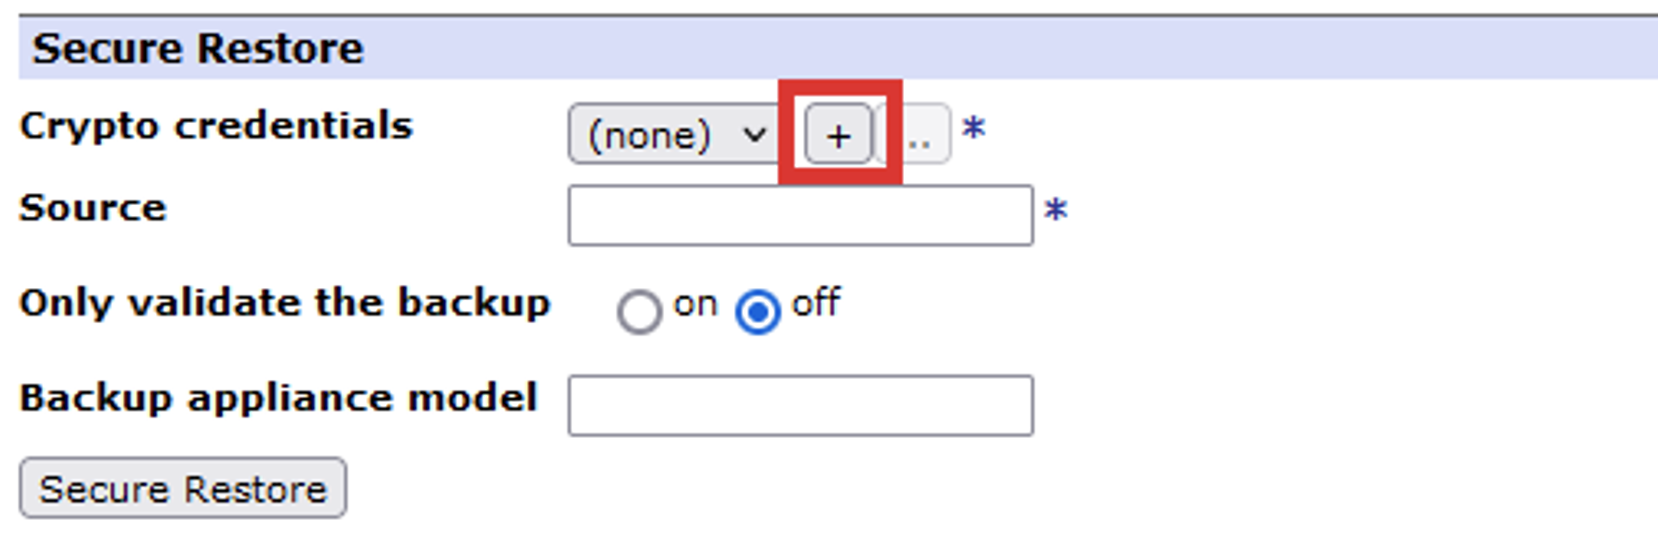 Secure Restore
Crypto credentials (none) + .. *
Source *
Only validate the backup on off
Backup appliance model
Secure Restore